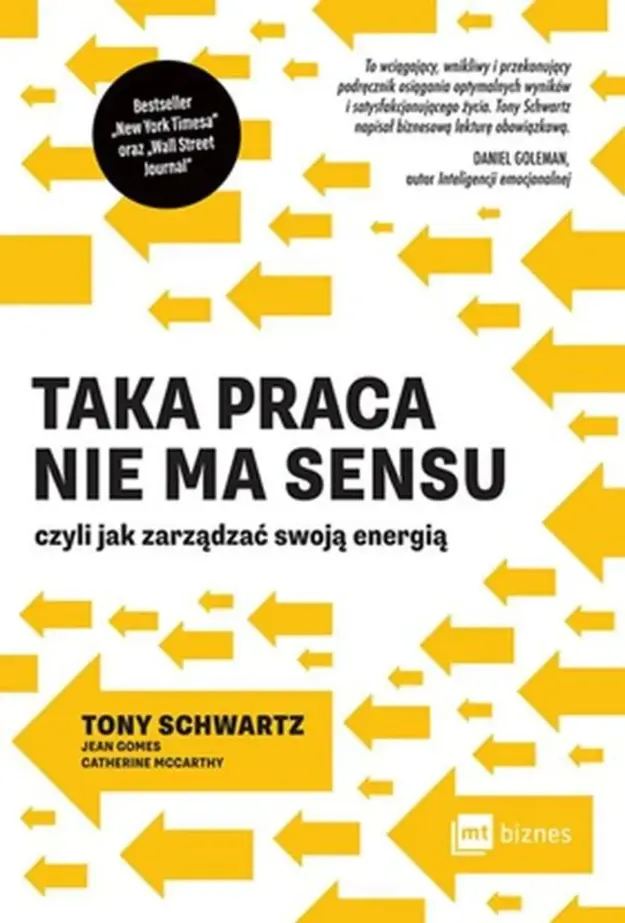 Bestseller
„New York Timesa”
oraz „Wall Street
Journal”
To wciągający, wnikliwy i przekonujący
podręcznik osiągania optymalnych wyników
i satysfakcjonującego życia. Tony Schwartz
napisał biznesową lekturę obowiązkową.
DANIEL GOLEMAN,
autor Inteligencji emocjonalnej
TAKA PRACA
NIE MA SENSU
czyli jak zarządzać swoją energią
TONY SCHWARTZ
JEAN GOMES
CATHERINE MCCARTHY
mt biznes